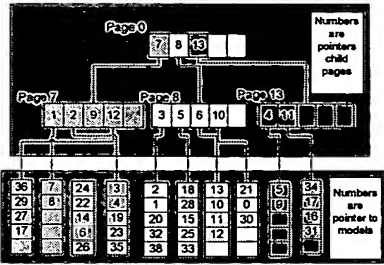 Page 0
7 8 13
Numbers are pointers child pages
Page 7
Page 8
Page 13
1 2 9 12
3 5 6 10
4 11
36 7 24 3 2 18 13 21 5 34
29 8 22 4 1 28 10 0 9 17
27 14 19 20 15 11 30 16
17 6 23 32 25 12 31
26 35 38 33
Numbers are pointer to models